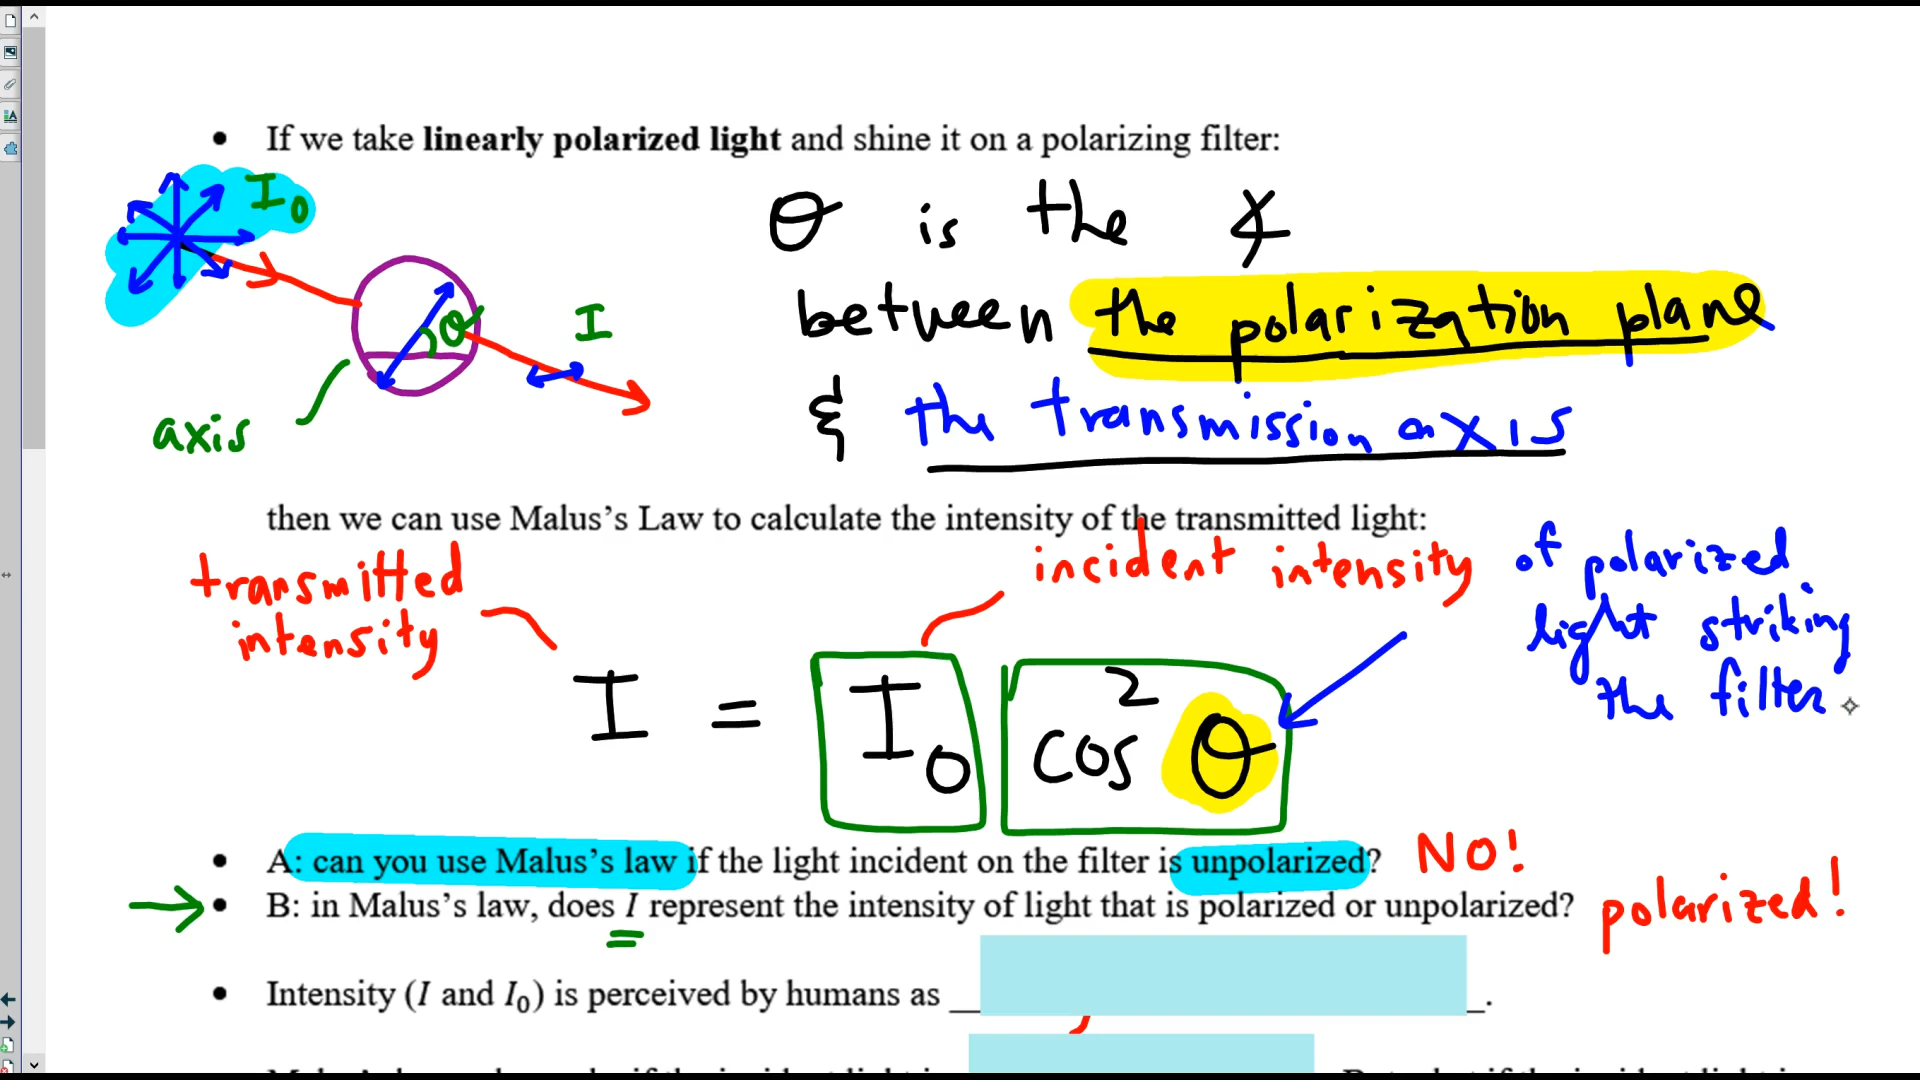 • If we take linearly polarized light and shine it on a polarizing filter:
I0
θ is the ∡
between the polarization plane
θ
I
& the transmission axis
axis
then we can use Malus’s Law to calculate the intensity of the transmitted light:
transmitted
intensity
incident intensity
of polarized
light striking
the filter
I = I0 cos² θ
• A: can you use Malus’s law if the light incident on the filter is unpolarized? NO!
• B: in Malus’s law, does I represent the intensity of light that is polarized or unpolarized? polarized!
• Intensity (I and I0) is perceived by humans as __ _.